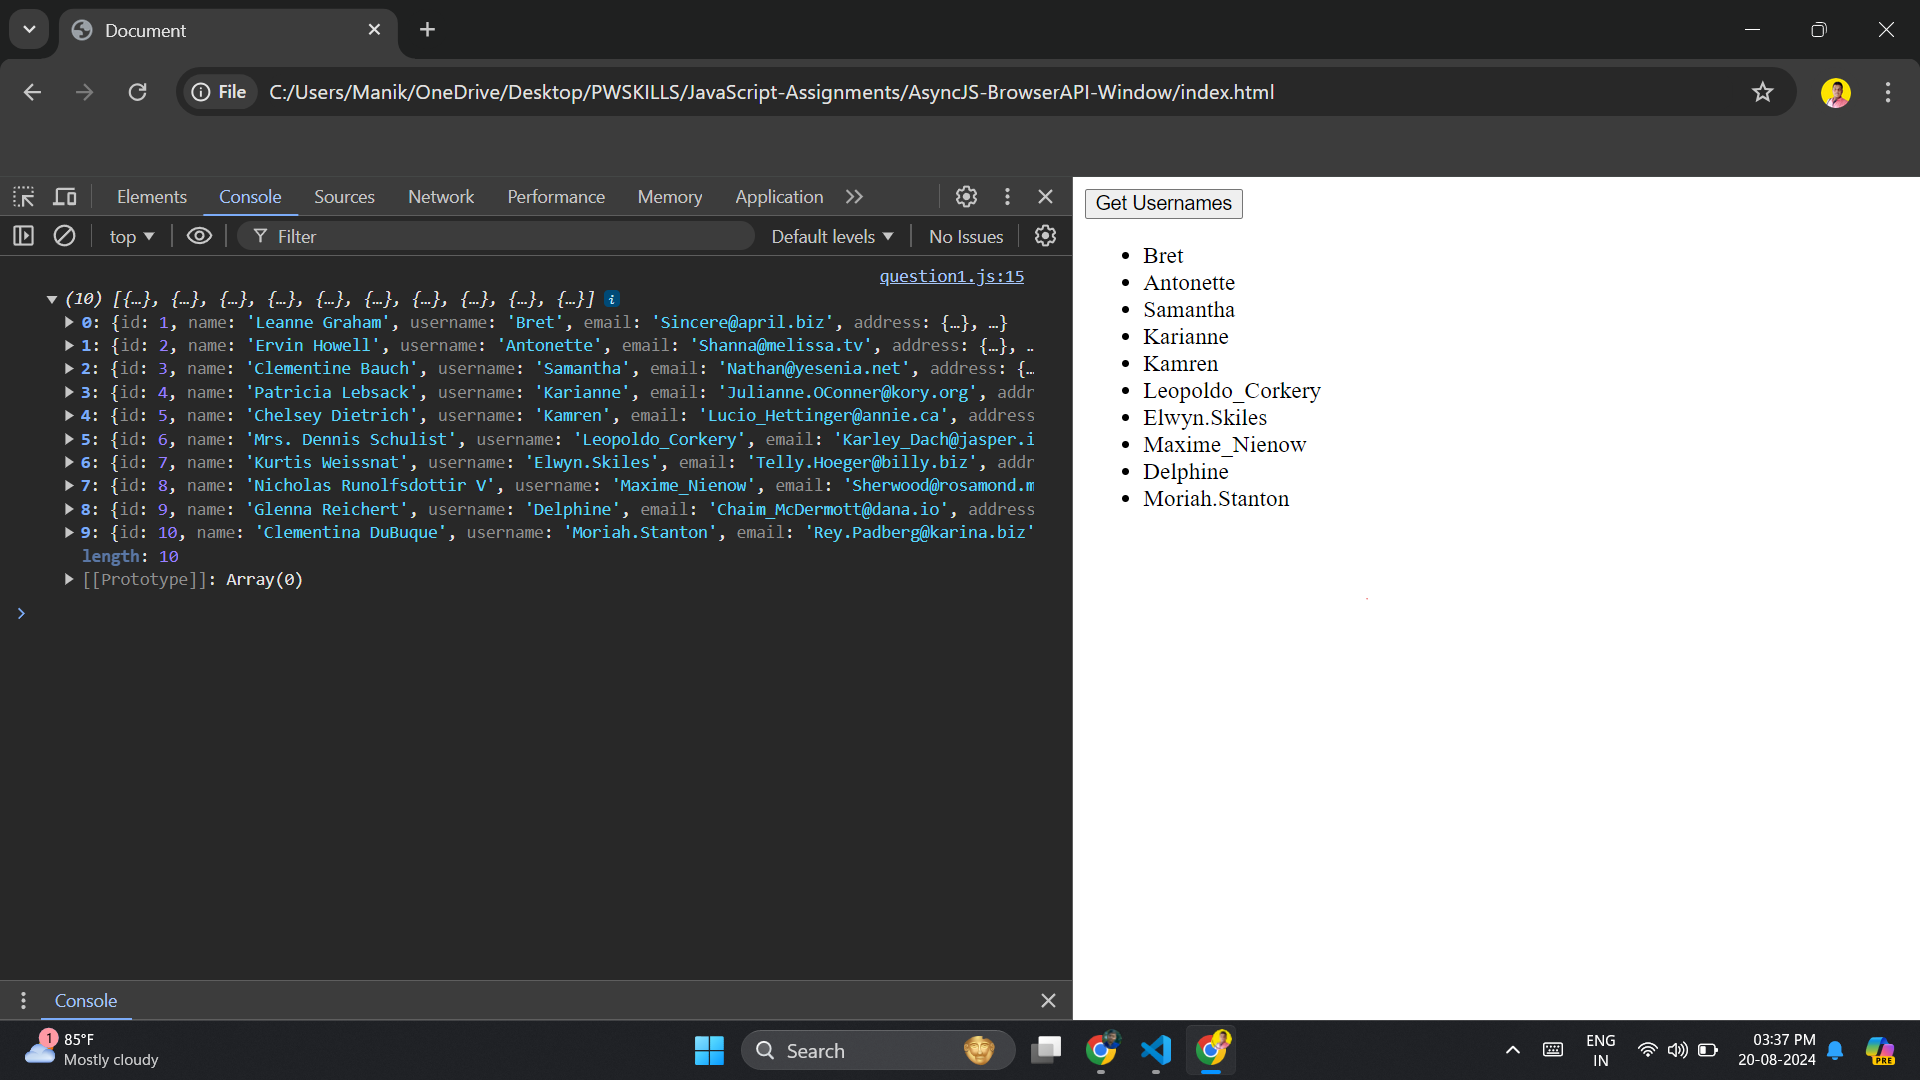 Document
File C:/Users/Manik/OneDrive/Desktop/PWSKILLS/JavaScript-Assignments/AsyncJS-BrowserAPI-Window/index.html
Elements Console Sources Network Performance Memory Application
top Filter Default levels No Issues
question1.js:15
(10) [{…}, {…}, {…}, {…}, {…}, {…}, {…}, {…}, {…}, {…}]
0: {id: 1, name: 'Leanne Graham', username: 'Bret', email: 'Sincere@april.biz', address: {…}, …}
1: {id: 2, name: 'Ervin Howell', username: 'Antonette', email: 'Shanna@melissa.tv', address: {…}, …
2: {id: 3, name: 'Clementine Bauch', username: 'Samantha', email: 'Nathan@yesenia.net', address: {…
3: {id: 4, name: 'Patricia Lebsack', username: 'Karianne', email: 'Julianne.OConner@kory.org', addr
4: {id: 5, name: 'Chelsey Dietrich', username: 'Kamren', email: 'Lucio_Hettinger@annie.ca', address
5: {id: 6, name: 'Mrs. Dennis Schulist', username: 'Leopoldo_Corkery', email: 'Karley_Dach@jasper.i
6: {id: 7, name: 'Kurtis Weissnat', username: 'Elwyn.Skiles', email: 'Telly.Hoeger@billy.biz', addr
7: {id: 8, name: 'Nicholas Runolfsdottir V', username: 'Maxime_Nienow', email: 'Sherwood@rosamond.m
8: {id: 9, name: 'Glenna Reichert', username: 'Delphine', email: 'Chaim_McDermott@dana.io', address
9: {id: 10, name: 'Clementina DuBuque', username: 'Moriah.Stanton', email: 'Rey.Padberg@karina.biz'
length: 10
[[Prototype]]: Array(0)
Console
Get Usernames
Bret
Antonette
Samantha
Karianne
Kamren
Leopoldo_Corkery
Elwyn.Skiles
Maxime_Nienow
Delphine
Moriah.Stanton
1
85°F
Mostly cloudy
Search
ENG
IN
03:37 PM
20-08-2024
PRE